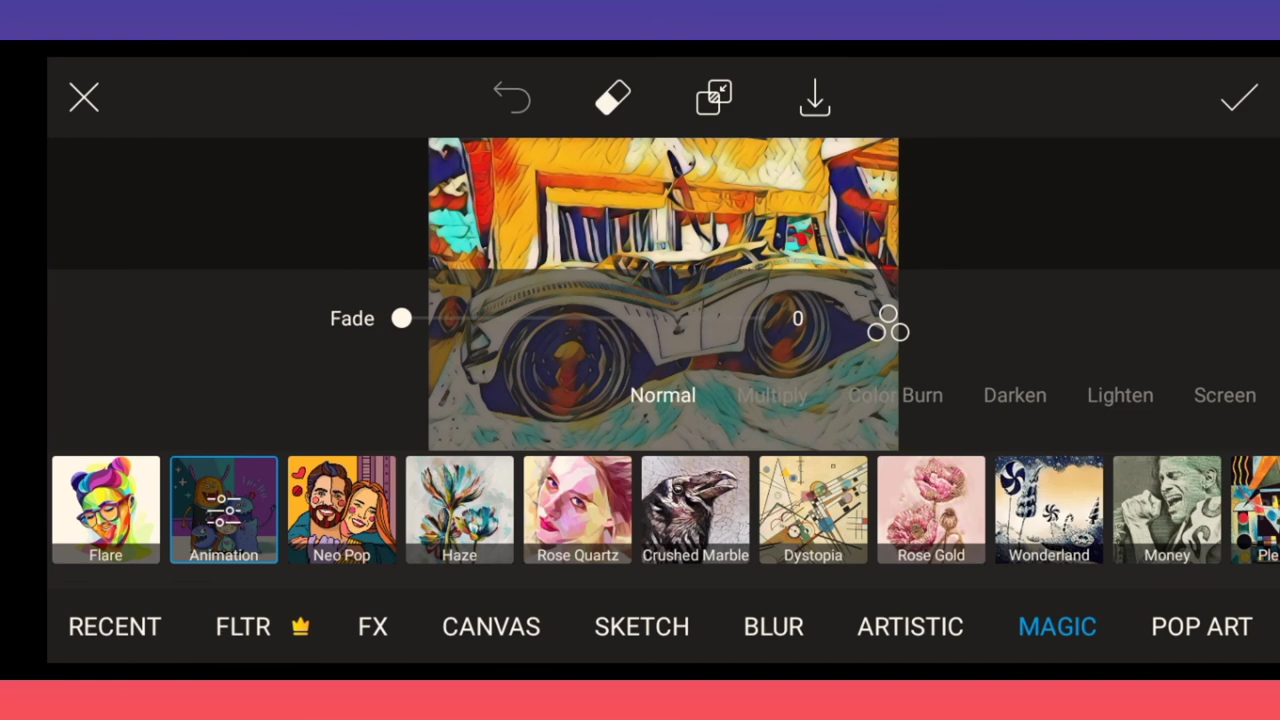 Fade 0
Normal Multiply Color Burn Darken Lighten Screen
Flare Animation Neo Pop Haze Rose Quartz Crushed Marble Dystopia Rose Gold Wonderland Money Ple
RECENT FLTR FX CANVAS SKETCH BLUR ARTISTIC MAGIC POP ART